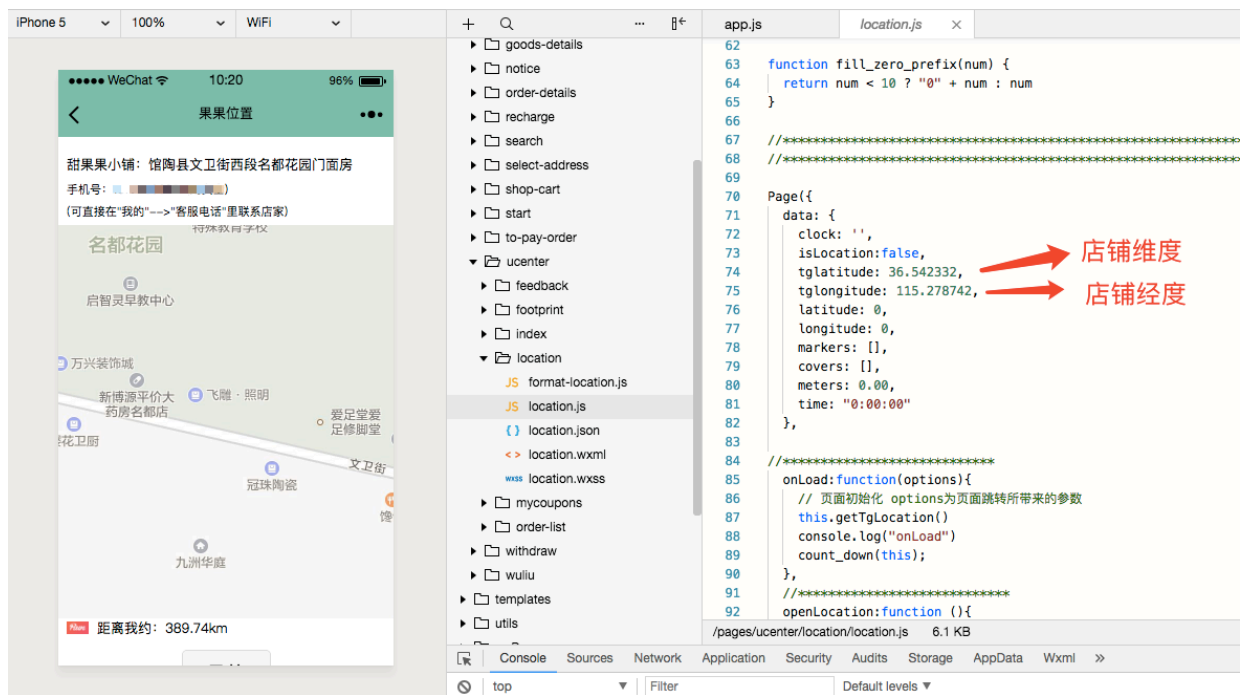 iPhone 5 100% WiFi
WeChat 10:20 96%
果果位置
甜果果小铺：馆陶县文卫街西段名都花园门面房
手机号：
(可直接在"我的"-->"客服电话"里联系店家)
特殊教育学校
名都花园
启智灵早教中心
万兴装饰城
新博源平价大
药房名都店
飞雕·照明
爱足堂爱
足修脚堂
花卫厨
文卫街
冠珠陶瓷
馋
九洲华庭
距离我约：389.74km
goods-details
notice
order-details
recharge
search
select-address
shop-cart
start
to-pay-order
ucenter
feedback
footprint
index
location
JS format-location.js
JS location.js
{ } location.json
< > location.wxml
wxss location.wxss
mycoupons
order-list
withdraw
wuliu
templates
utils
app.js location.js ×
62
63 function fill_zero_prefix(num) {
64 return num < 10 ? "0" + num : num
65 }
66
67 //************************************************************
68 //************************************************************
69
70 Page({
71 data: {
72 clock: '',
73 isLocation:false,
74 tglatitude: 36.542332,
75 tglongitude: 115.278742,
76 latitude: 0,
77 longitude: 0,
78 markers: [],
79 covers: [],
80 meters: 0.00,
81 time: "0:00:00"
82 },
83
84 //****************************
85 onLoad:function(options){
86 // 页面初始化 options为页面跳转所带来的参数
87 this.getTgLocation()
88 console.log("onLoad")
89 count_down(this);
90 },
91 //****************************
92 openLocation:function (){
店铺维度
店铺经度
/pages/ucenter/location/location.js 6.1 KB
Console Sources Network Application Security Audits Storage AppData Wxml »
top Filter Default levels